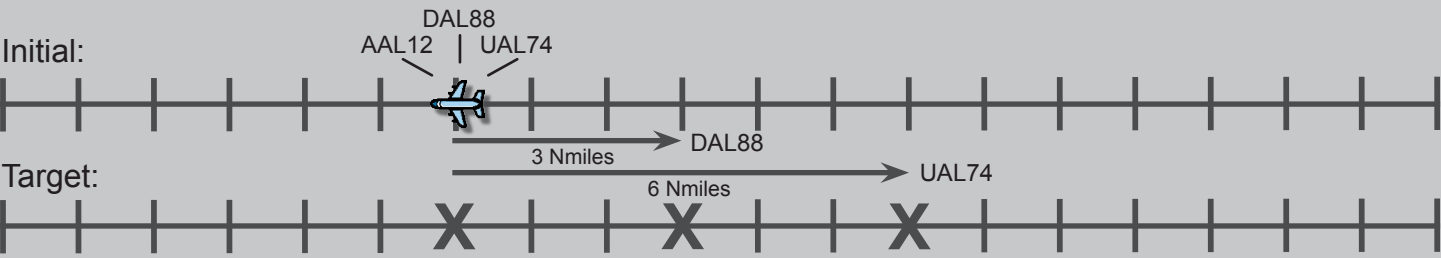 DAL88
Initial: AAL12 UAL74
DAL88
3 Nmiles
Target: UAL74
6 Nmiles
X X X